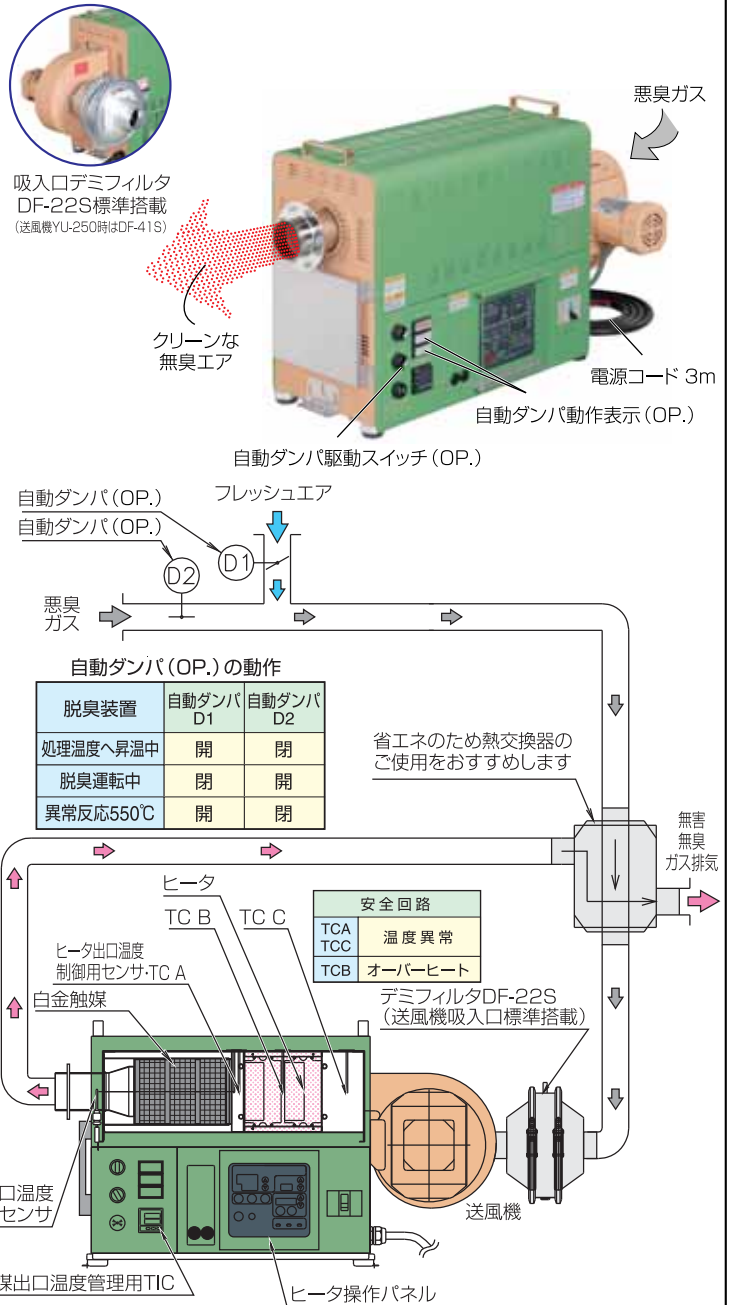 悪臭ガス
吸入口デミフィルタ
DF-22S標準搭載
(送風機YU-250時はDF-41S)
クリーンな
無臭エア
電源コード 3m
自動ダンパ動作表示(OP.)
自動ダンパ駆動スイッチ(OP.)
自動ダンパ(OP.)
フレッシュエア
自動ダンパ(OP.)
D1
D2
悪臭
ガス
自動ダンパ(OP.)の動作
脱臭装置 自動ダンパD1 自動ダンパD2
処理温度へ昇温中 開 閉
脱臭運転中 閉 開
異常反応550℃ 開 閉
省エネのため熱交換器の
ご使用をおすすめします
無害
無臭
ガス排気
ヒータ
TC B
TC C
安全回路
TCA TCC 温度異常
TCB オーバーヒート
ヒータ出口温度
制御用センサ・TC A
白金触媒
デミフィルタDF-22S
(送風機吸入口標準搭載)
口温度
センサ
送風機
媒出口温度管理用TIC
ヒータ操作パネル